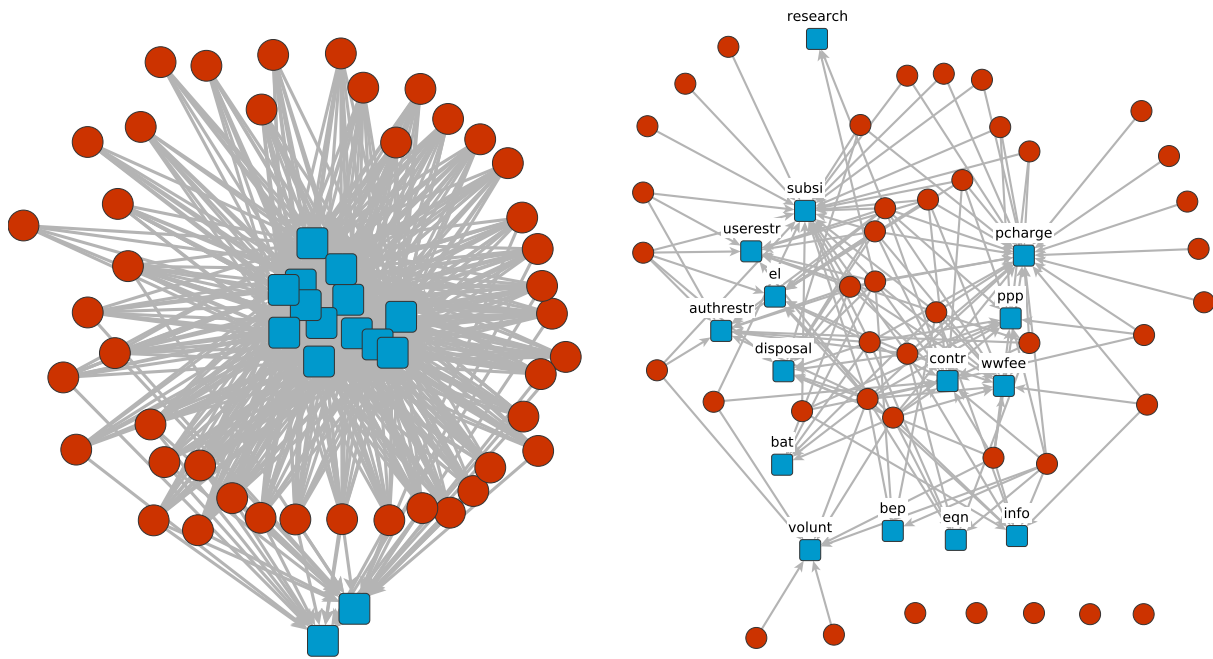 research
subsi
userestr
pcharge
el
ppp
authrestr
disposal
contr
wwfee
bat
bep
eqn
info
volunt